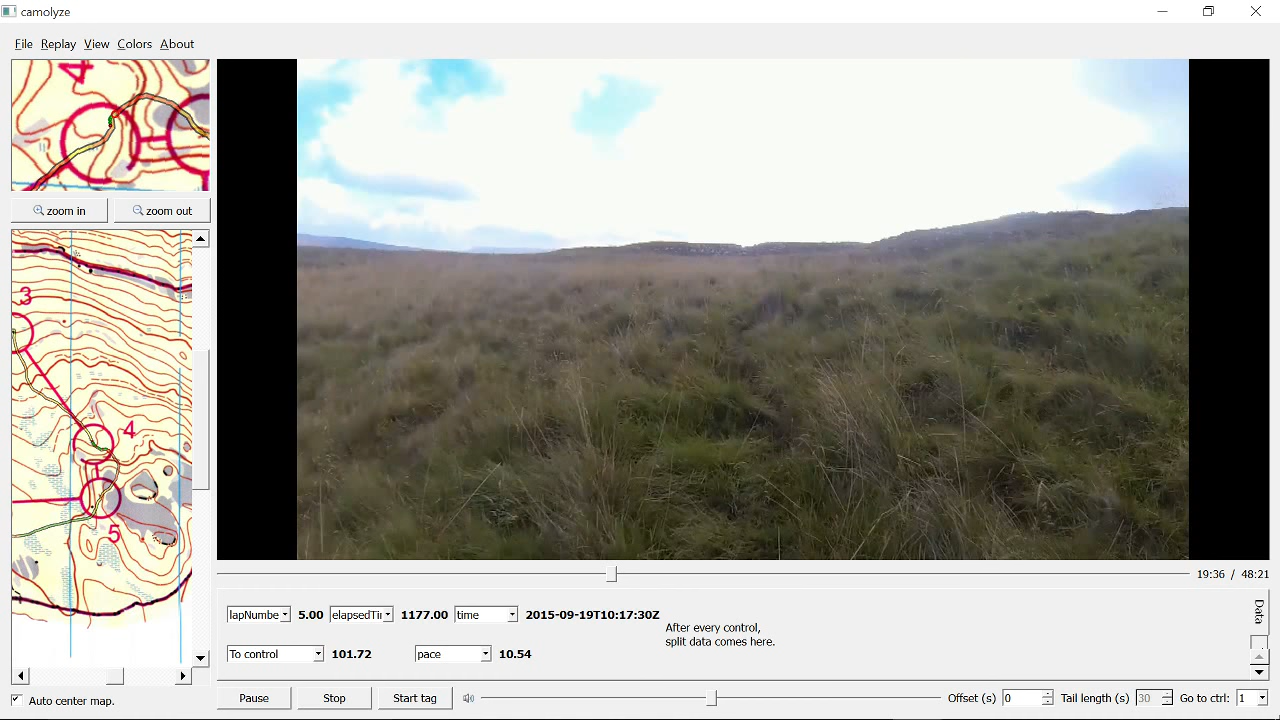 camolyze
File Replay View Colors About
4
zoom in zoom out
3
4
5
19:36 / 48:21
lapNumbe 5.00 elapsedTi 1177.00 time 2015-09-19T10:17:30Z
After every control,
split data comes here.
To control 101.72 pace 10.54
Data
Auto center map.
Pause Stop Start tag Offset (s) 0 Tail length (s) 30 Go to ctrl: 1